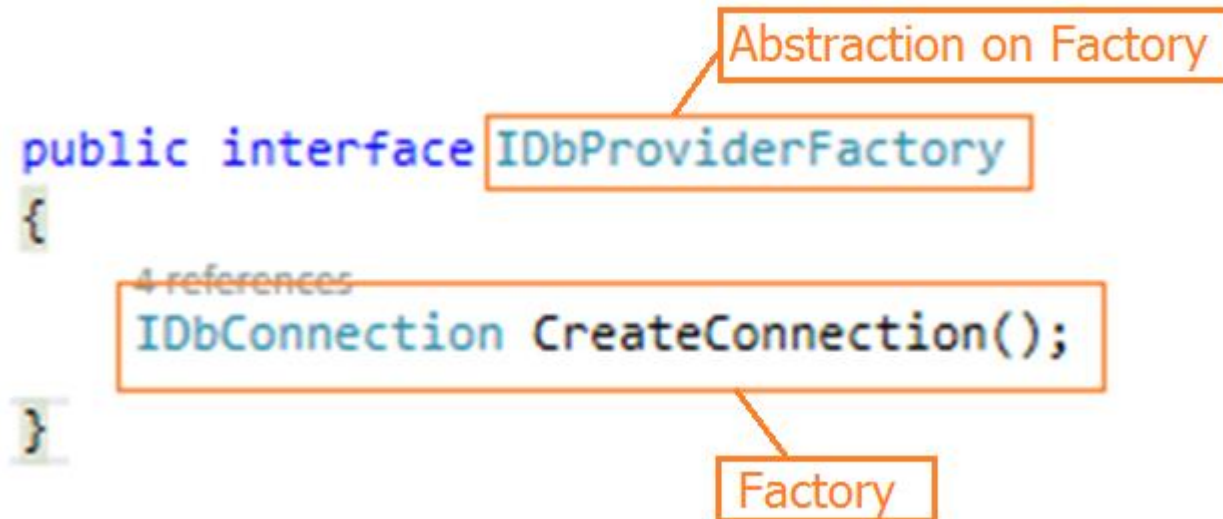 Abstraction on Factory
public interface IDbProviderFactory
{
4 references
IDbConnection CreateConnection();
}
Factory